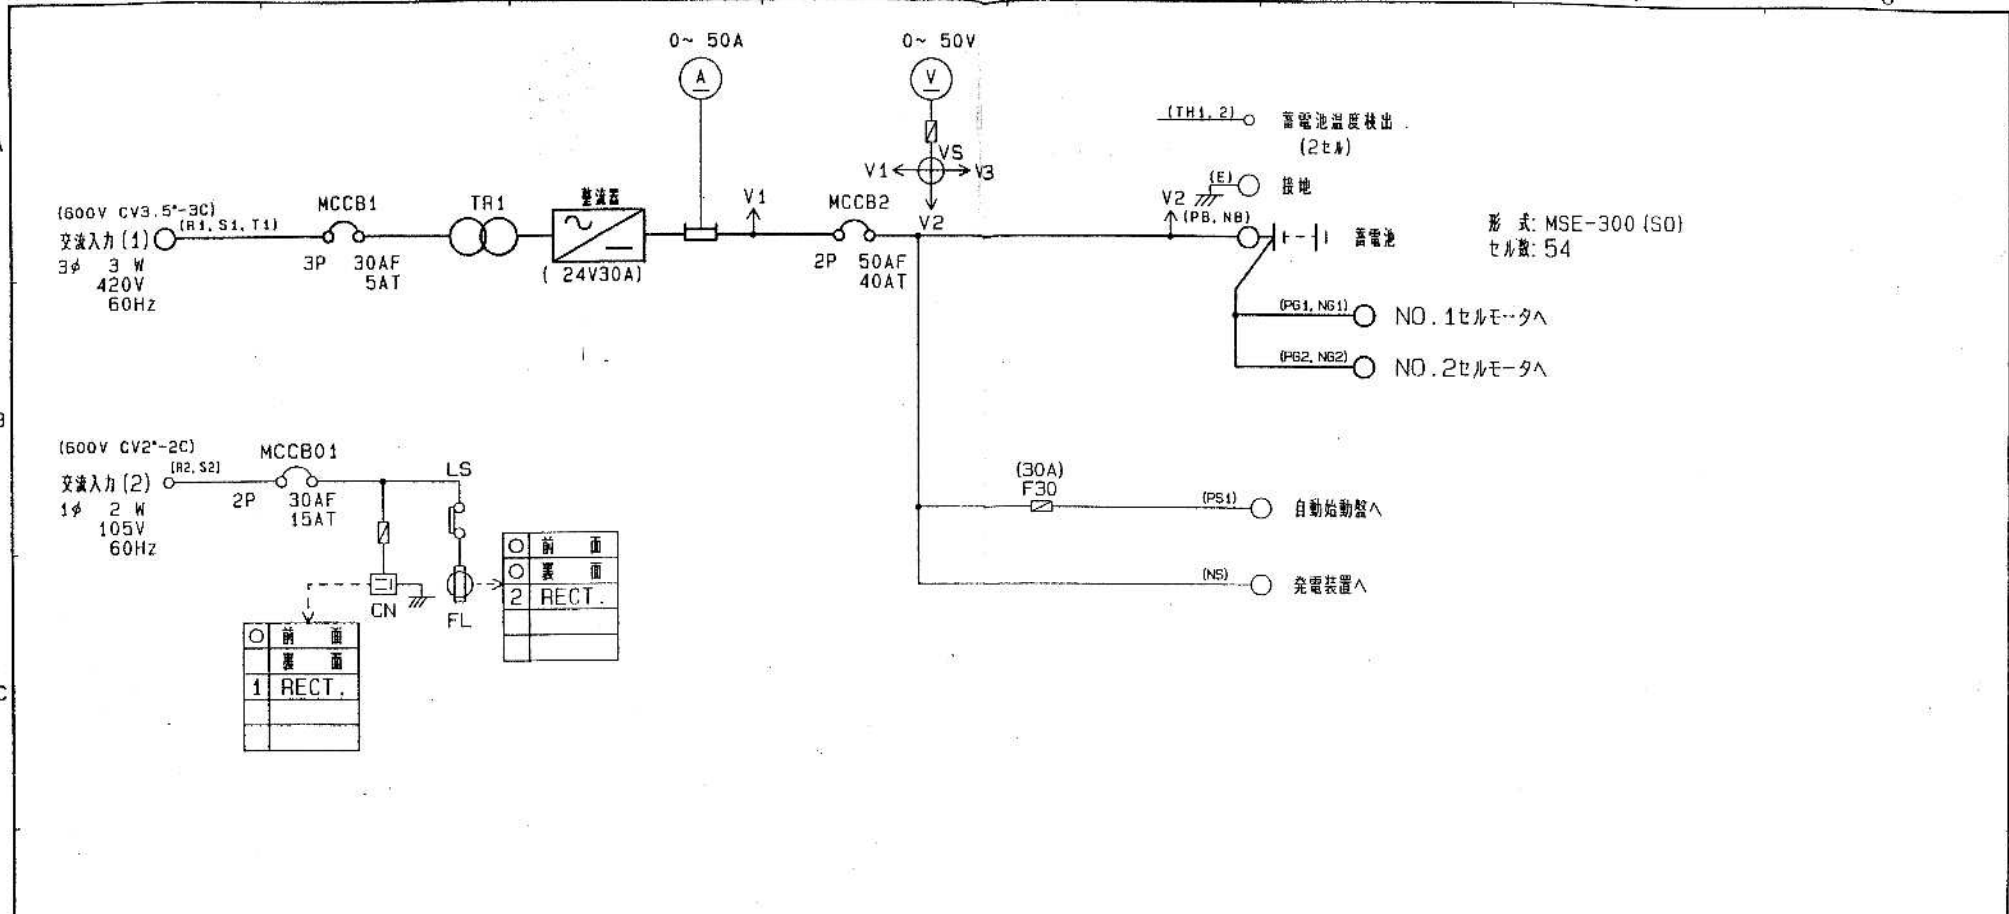 0~ 50A
0~ 50V
A
V
(TH1, 2)
蓄電池温度検出
(2セル)
VS
V1
V3
V2
(E)
接地
(600V CV3.5°-3C)
(R1, S1, T1)
交流入力(1)
3φ 3 W
420V
60Hz
MCCB1
3P 30AF
5AT
TR1
整流器
( 24V30A)
V1
MCCB2
2P 50AF
40AT
V2
(PB, NB)
蓄電池
形 式: MSE-300 (SO)
セル数: 54
(PG1, NG1)
NO.1セルモータへ
(PG2, NG2)
NO.2セルモータへ
(600V CV2°-2C)
(R2, S2)
交流入力(2)
1φ 2 W
105V
60Hz
MCCB01
2P 30AF
15AT
LS
CN
FL
前 面
裏 面
2 RECT.
前 面
裏 面
1 RECT.
(30A)
F30
(PS1)
自動始動盤へ
(NS)
発電装置へ
A
B
C